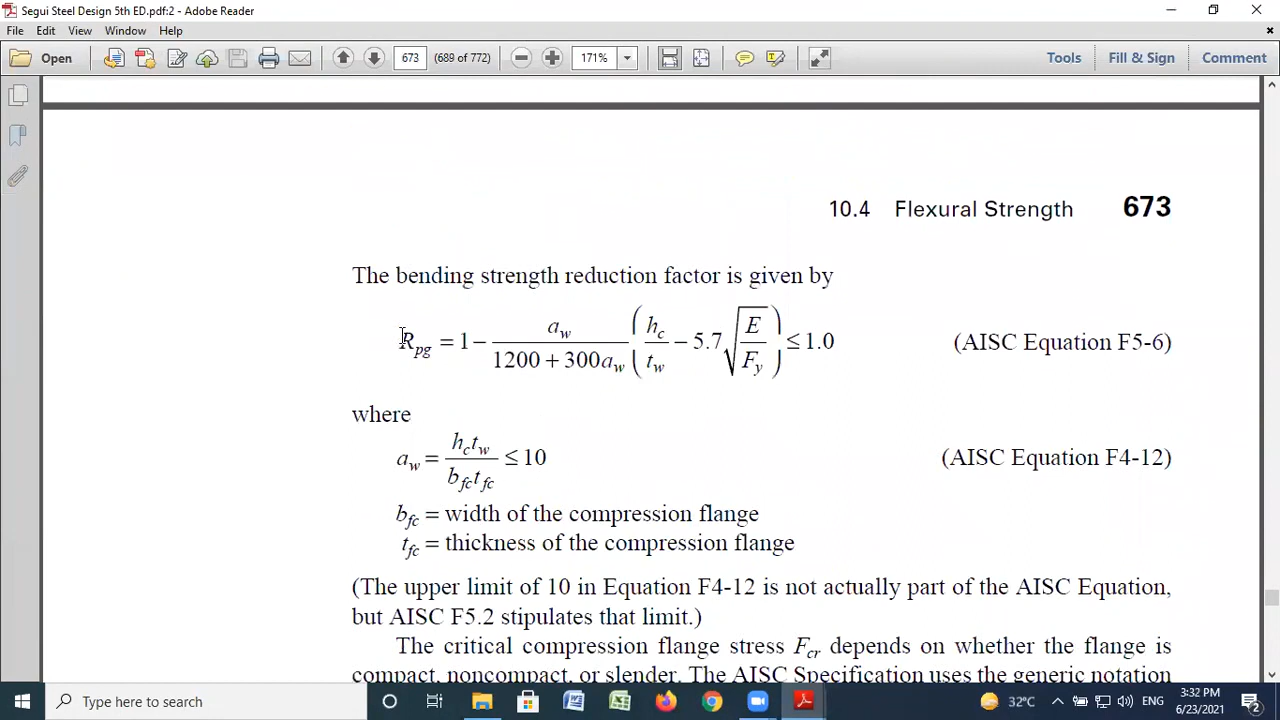 Segui Steel Design 5th ED.pdf:2 - Adobe Reader
File Edit View Window Help
Open 673 (689 of 772) 171% Tools Fill & Sign Comment
10.4 Flexural Strength 673
The bending strength reduction factor is given by
R_pg = 1 − a_w / (1200 + 300a_w) (h_c / t_w − 5.7 √(E / F_y)) ≤ 1.0 (AISC Equation F5-6)
where
a_w = h_c t_w / (b_fc t_fc) ≤ 10 (AISC Equation F4-12)
b_fc = width of the compression flange
t_fc = thickness of the compression flange
(The upper limit of 10 in Equation F4-12 is not actually part of the AISC Equation,
but AISC F5.2 stipulates that limit.)
The critical compression flange stress F_cr depends on whether the flange is
compact, noncompact, or slender. The AISC Specification uses the generic notation
Type here to search 32°C ENG 3:32 PM
6/23/2021 2